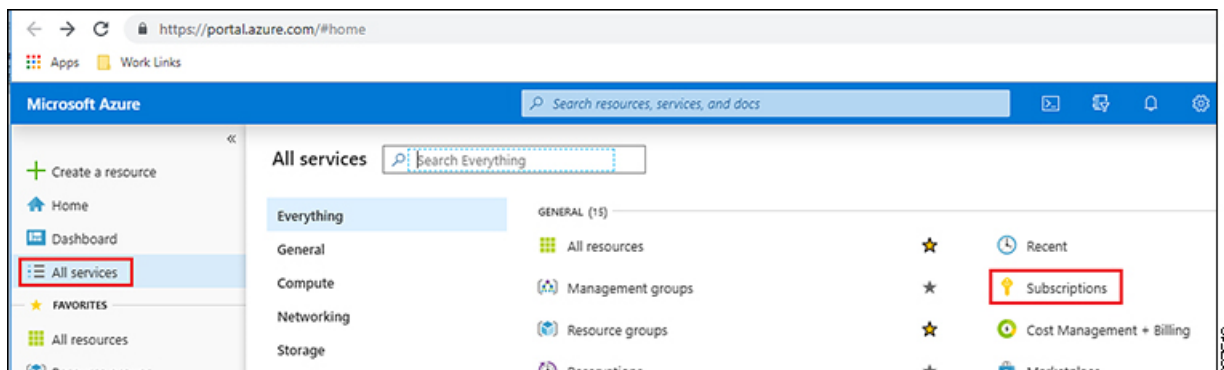 https://portal.azure.com/#home
Apps Work Links
Microsoft Azure
Search resources, services, and docs
«
Create a resource
Home
Dashboard
All services
FAVORITES
All resources
All services
Search Everything
Everything
General
Compute
Networking
Storage
GENERAL (15)
All resources
Recent
Management groups
Subscriptions
Resource groups
Cost Management + Billing
Reservations
Marketplace